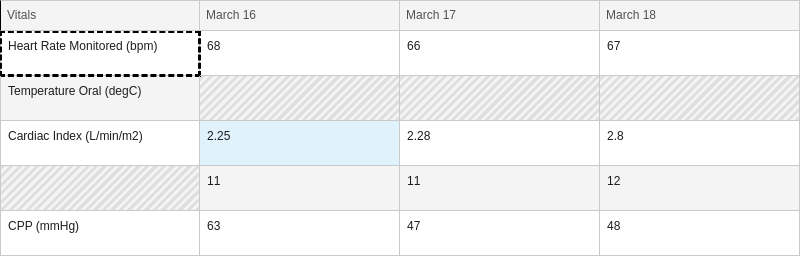 Vitals March 16 March 17 March 18
Heart Rate Monitored (bpm) 68 66 67
Temperature Oral (degC)
Cardiac Index (L/min/m2) 2.25 2.28 2.8
11 11 12
CPP (mmHg) 63 47 48